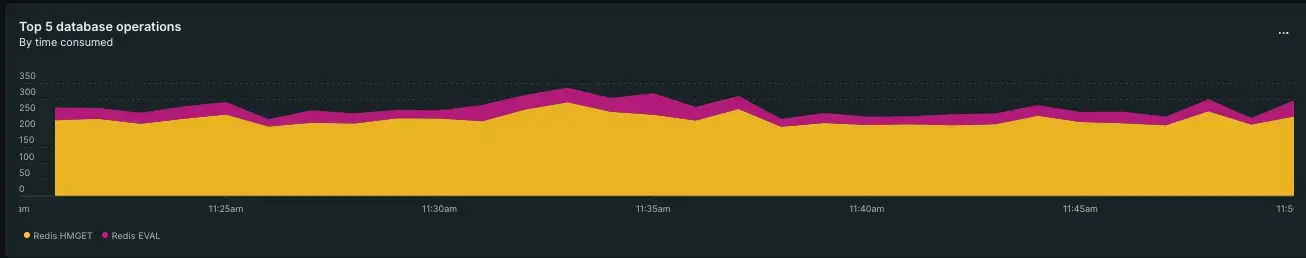 Top 5 database operations
By time consumed
...
350
300
250
200
150
100
50
0
am 11:25am 11:30am 11:35am 11:40am 11:45am 11:5
Redis HMGET Redis EVAL